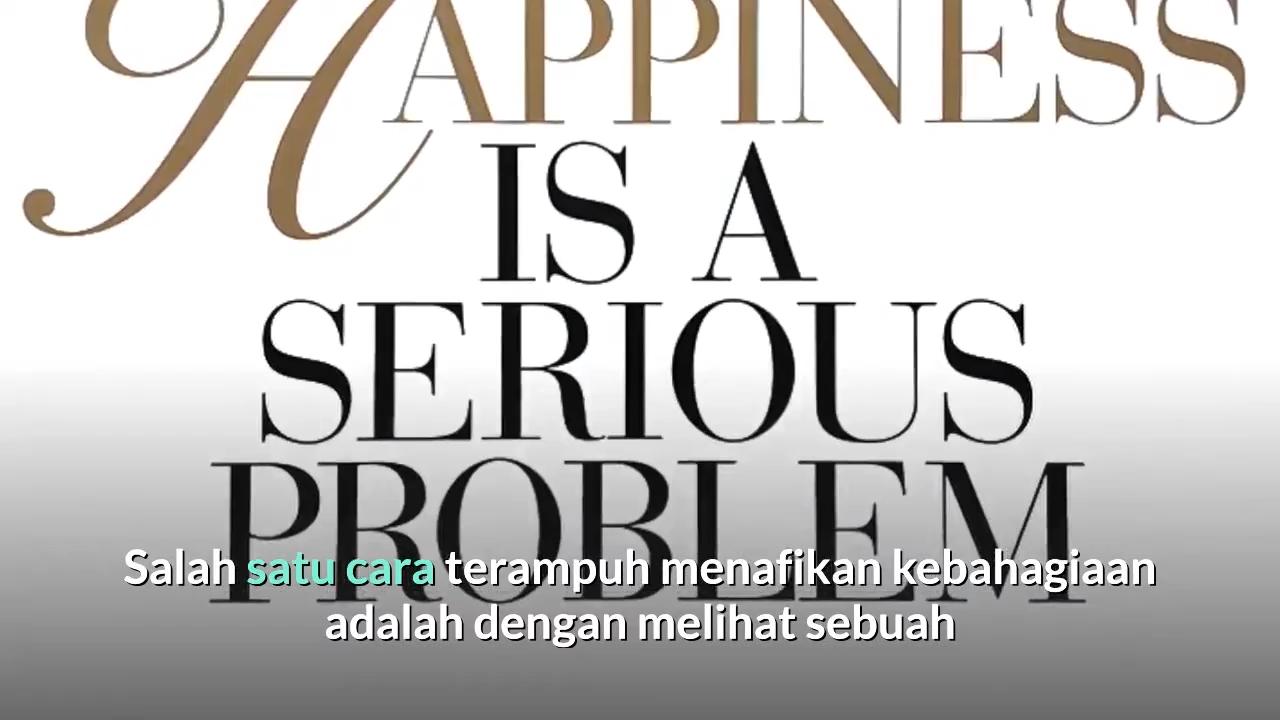 HAPPINESS
IS A
SERIOUS
PROBLEM
Salah satu cara terampuh menafikan kebahagiaan
adalah dengan melihat sebuah